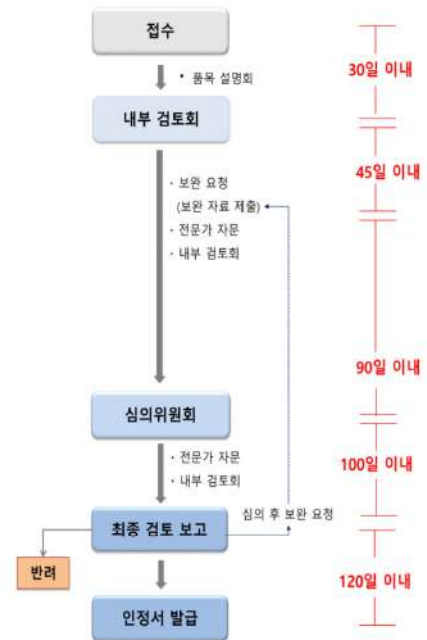 접수
30일 이내
* 품목 설명회
내부 검토회
45일 이내
· 보완 요청
(보완 자료 제출)
· 전문가 자문
· 내부 검토회
90일 이내
심의위원회
· 전문가 자문
· 내부 검토회
100일 이내
심의 후 보완 요청
최종 검토 보고
반려
120일 이내
인정서 발급